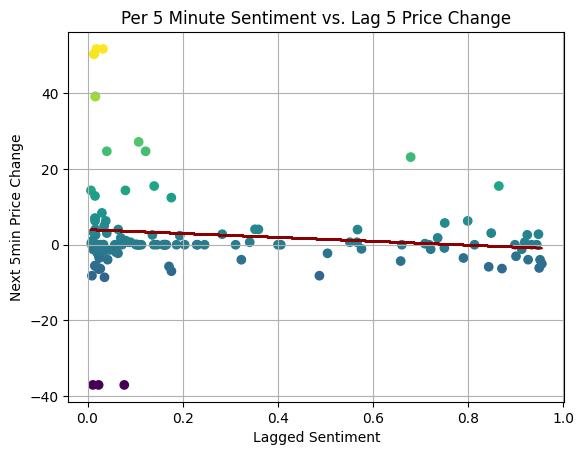 Per 5 Minute Sentiment vs. Lag 5 Price Change
Next 5min Price Change
40
20
0
−20
−40
0.0 0.2 0.4 0.6 0.8 1.0
Lagged Sentiment